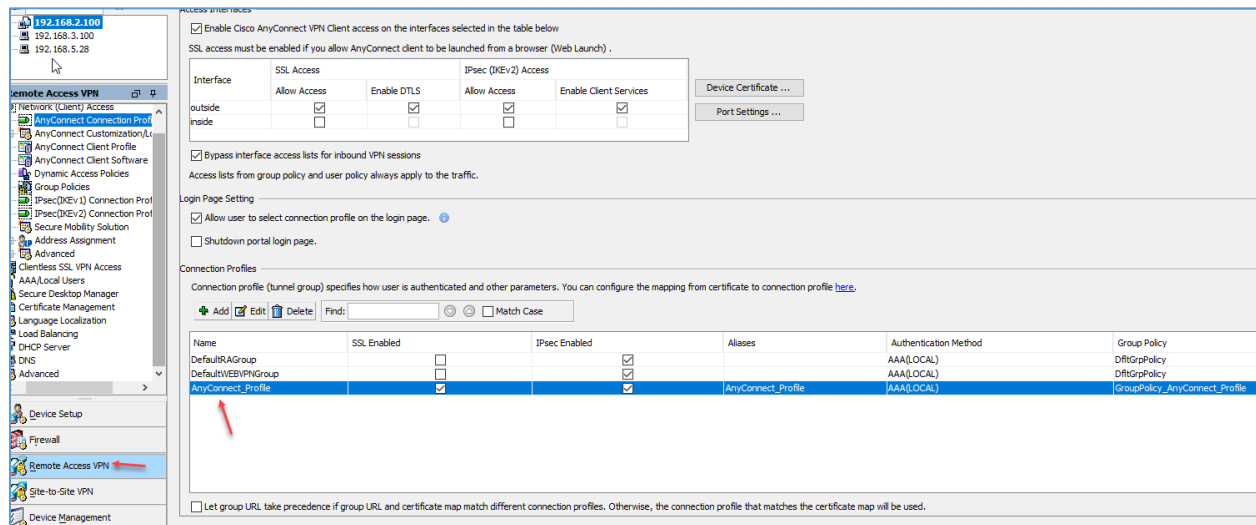 Access Interfaces
192.168.2.100
192.168.3.100
192.168.5.28
Enable Cisco AnyConnect VPN Client access on the interfaces selected in the table below
SSL access must be enabled if you allow AnyConnect client to be launched from a browser (Web Launch) .
Interface
SSL Access
IPsec (IKEv2) Access
Allow Access
Enable DTLS
Allow Access
Enable Client Services
outside
inside
Device Certificate ...
Port Settings ...
Bypass interface access lists for inbound VPN sessions
Access lists from group policy and user policy always apply to the traffic.
emote Access VPN
Network (Client) Access
AnyConnect Connection Prof
AnyConnect Customization/Lo
AnyConnect Client Profile
AnyConnect Client Software
Dynamic Access Policies
Group Policies
IPsec(IKEv1) Connection Prof
IPsec(IKEv2) Connection Prof
Secure Mobility Solution
Address Assignment
Advanced
Clientless SSL VPN Access
AAA/Local Users
Secure Desktop Manager
Certificate Management
Language Localization
Load Balancing
DHCP Server
DNS
Advanced
Device Setup
Firewall
Remote Access VPN
Site-to-Site VPN
Device Management
Login Page Setting
Allow user to select connection profile on the login page.
Shutdown portal login page.
Connection Profiles
Connection profile (tunnel group) specifies how user is authenticated and other parameters. You can configure the mapping from certificate to connection profile here.
Add Edit Delete Find: Match Case
Name SSL Enabled IPsec Enabled Aliases Authentication Method Group Policy
DefaultRAGroup AAA(LOCAL) DfltGrpPolicy
DefaultWEBVPNGroup AAA(LOCAL) DfltGrpPolicy
AnyConnect_Profile AnyConnect_Profile AAA(LOCAL) GroupPolicy_AnyConnect_Profile
Let group URL take precedence if group URL and certificate map match different connection profiles. Otherwise, the connection profile that matches the certificate map will be used.